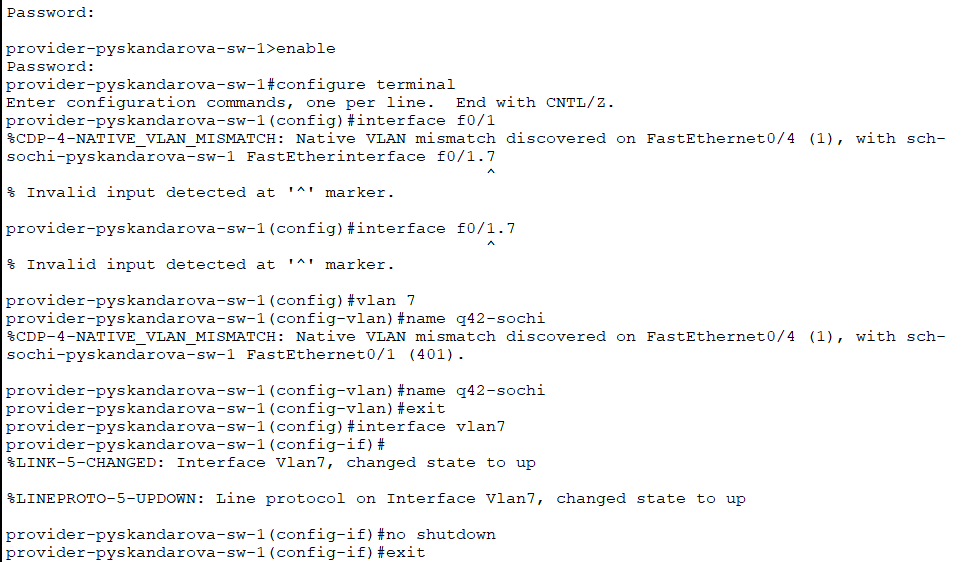 Password:
provider-pyskandarova-sw-1>enable
Password:
provider-pyskandarova-sw-1#configure terminal
Enter configuration commands, one per line.  End with CNTL/Z.
provider-pyskandarova-sw-1(config)#interface f0/1
%CDP-4-NATIVE_VLAN_MISMATCH: Native VLAN mismatch discovered on FastEthernet0/4 (1), with sch-
sochi-pyskandarova-sw-1 FastEtherinterface f0/1.7
^
% Invalid input detected at '^' marker.
provider-pyskandarova-sw-1(config)#interface f0/1.7
^
% Invalid input detected at '^' marker.
provider-pyskandarova-sw-1(config)#vlan 7
provider-pyskandarova-sw-1(config-vlan)#name q42-sochi
%CDP-4-NATIVE_VLAN_MISMATCH: Native VLAN mismatch discovered on FastEthernet0/4 (1), with sch-
sochi-pyskandarova-sw-1 FastEthernet0/1 (401).
provider-pyskandarova-sw-1(config-vlan)#name q42-sochi
provider-pyskandarova-sw-1(config-vlan)#exit
provider-pyskandarova-sw-1(config)#interface vlan7
provider-pyskandarova-sw-1(config-if)#
%LINK-5-CHANGED: Interface Vlan7, changed state to up
%LINEPROTO-5-UPDOWN: Line protocol on Interface Vlan7, changed state to up
provider-pyskandarova-sw-1(config-if)#no shutdown
provider-pyskandarova-sw-1(config-if)#exit